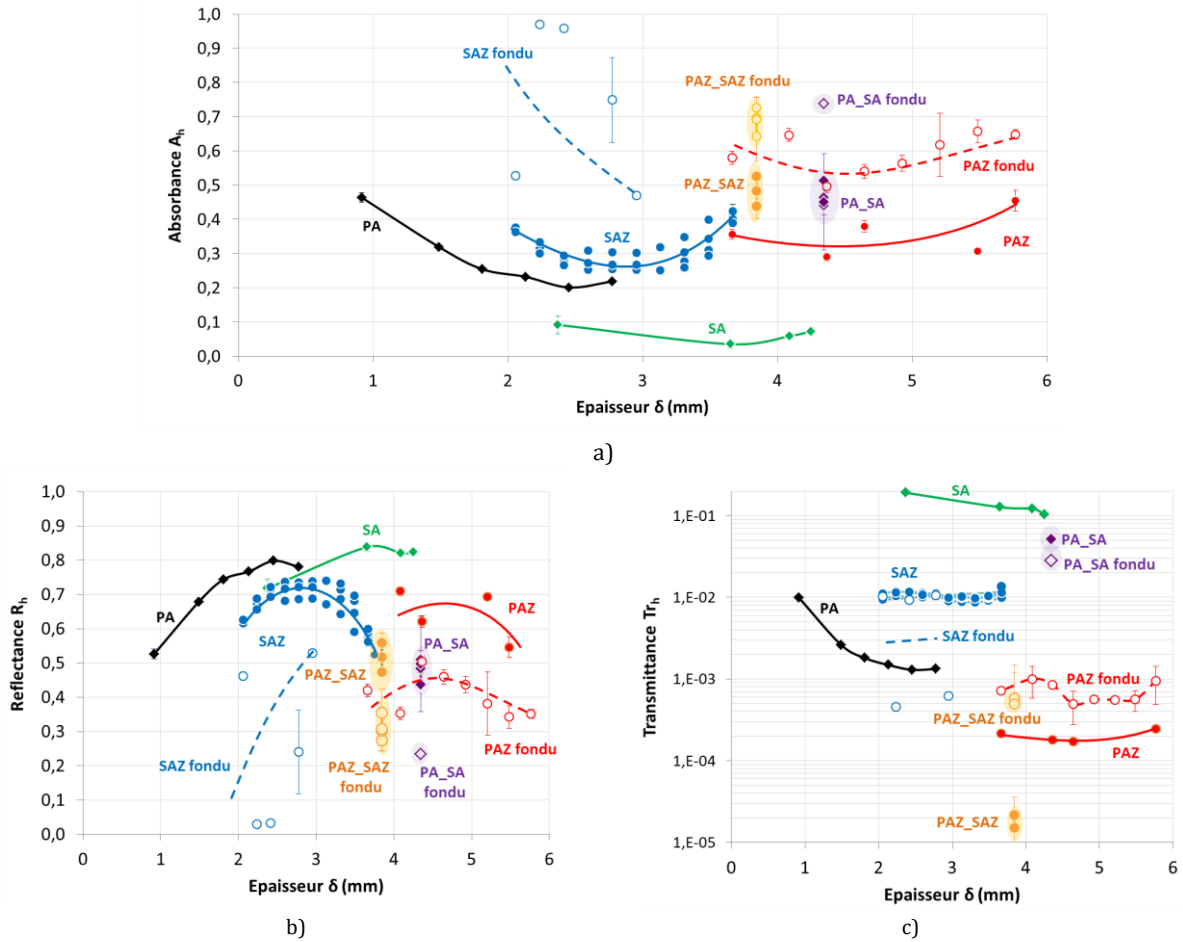 1,0
0,9
0,8
0,7
0,6
0,5
0,4
0,3
0,2
0,1
0,0
Absorbance Ah
SAZ fondu
PAZ_SAZ fondu
PA_SA fondu
PAZ fondu
PAZ_SAZ
PA_SA
PA
SAZ
PAZ
SA
0 1 2 3 4 5 6
Epaisseur δ (mm)
a)
1,0
0,9
0,8
0,7
0,6
0,5
0,4
0,3
0,2
0,1
0,0
Reflectance Rh
SA
PA
PAZ
SAZ
PA_SA
PAZ_SAZ
SAZ fondu
PAZ_SAZ
fondu
PA_SA
fondu
PAZ fondu
0 1 2 3 4 5 6
Epaisseur δ (mm)
b)
1,E-01
1,E-02
1,E-03
1,E-04
1,E-05
Transmittance Trh
SA
PA_SA
PA_SA fondu
SAZ
PA
SAZ fondu
PAZ fondu
PAZ_SAZ fondu
PAZ
PAZ_SAZ
0 1 2 3 4 5 6
Epaisseur δ (mm)
c)